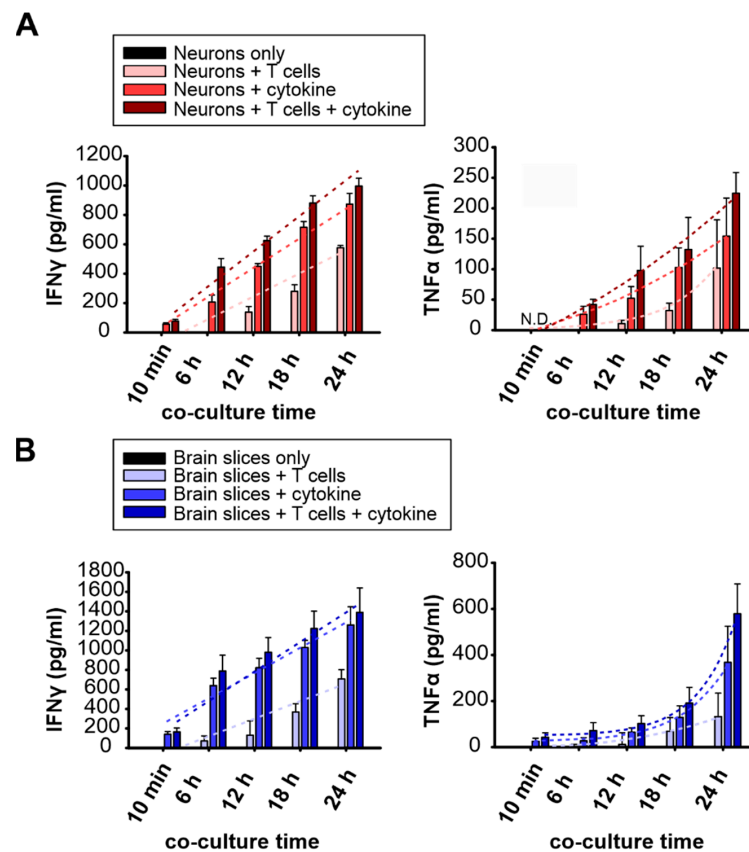 A
Neurons only
Neurons + T cells
Neurons + cytokine
Neurons + T cells + cytokine
IFNγ (pg/ml)
1200
1000
800
600
400
200
0
10 min
6 h
12 h
18 h
24 h
co-culture time
TNFα (pg/ml)
300
250
200
150
100
50
0
N.D
10 min
6 h
12 h
18 h
24 h
co-culture time
B
Brain slices only
Brain slices + T cells
Brain slices + cytokine
Brain slices + T cells + cytokine
IFNγ (pg/ml)
1800
1600
1400
1200
1000
800
600
400
200
0
10 min
6 h
12 h
18 h
24 h
co-culture time
TNFα (pg/ml)
800
600
400
200
0
10 min
6 h
12 h
18 h
24 h
co-culture time